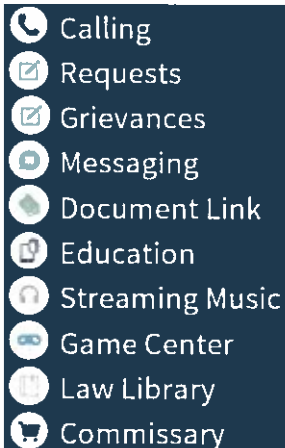 Calling
Requests
Grievances
Messaging
Document Link
Education
Streaming Music
Game Center
Law Library
Commissary